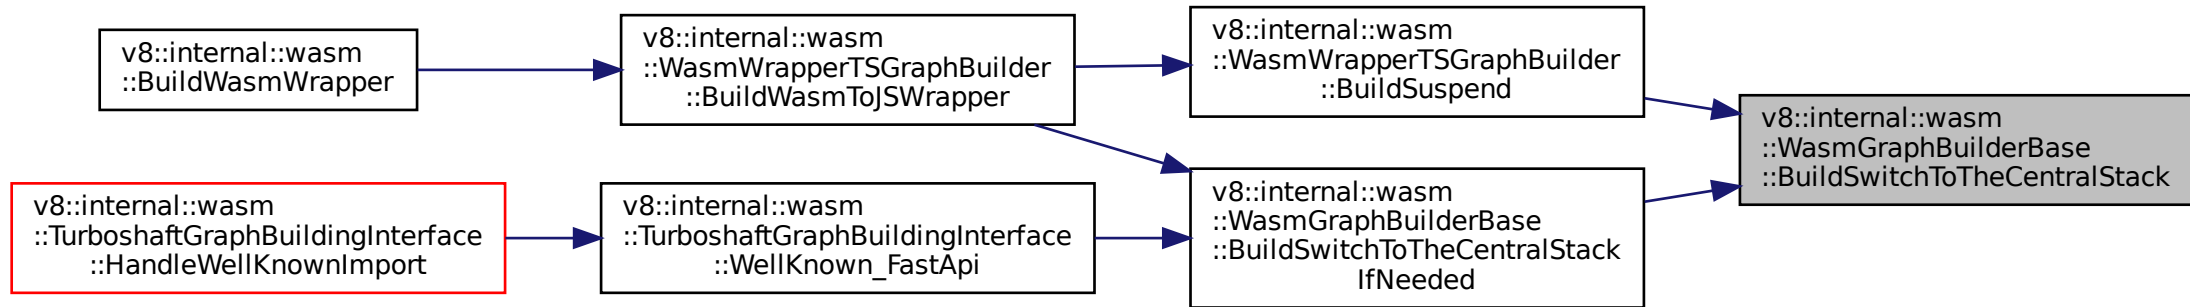 v8::internal::wasm
::BuildWasmWrapper
v8::internal::wasm
::WasmWrapperTSGraphBuilder
::BuildWasmToJSWrapper
v8::internal::wasm
::WasmWrapperTSGraphBuilder
::BuildSuspend
v8::internal::wasm
::WasmGraphBuilderBase
::BuildSwitchToTheCentralStack
v8::internal::wasm
::TurboshaftGraphBuildingInterface
::HandleWellKnownImport
v8::internal::wasm
::TurboshaftGraphBuildingInterface
::WellKnown_FastApi
v8::internal::wasm
::WasmGraphBuilderBase
::BuildSwitchToTheCentralStack
IfNeeded